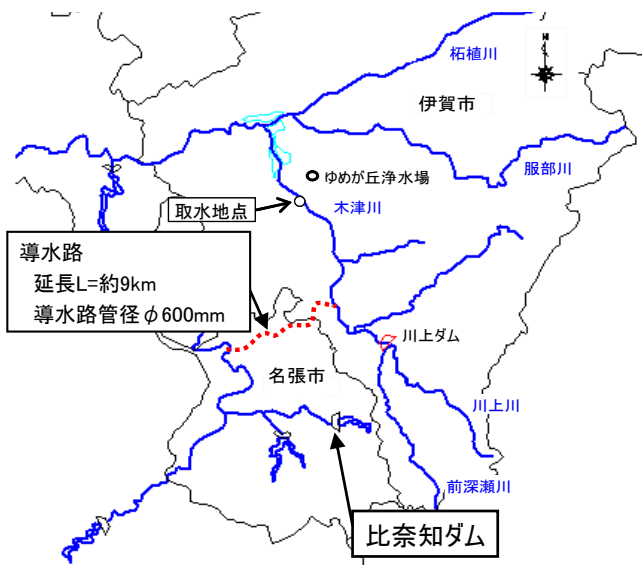 柘植川
伊賀市
服部川
ゆめが丘浄水場
取水地点
木津川
導水路
延長L=約9km
導水路管径φ600mm
川上ダム
名張市
川上川
前深瀬川
比奈知ダム